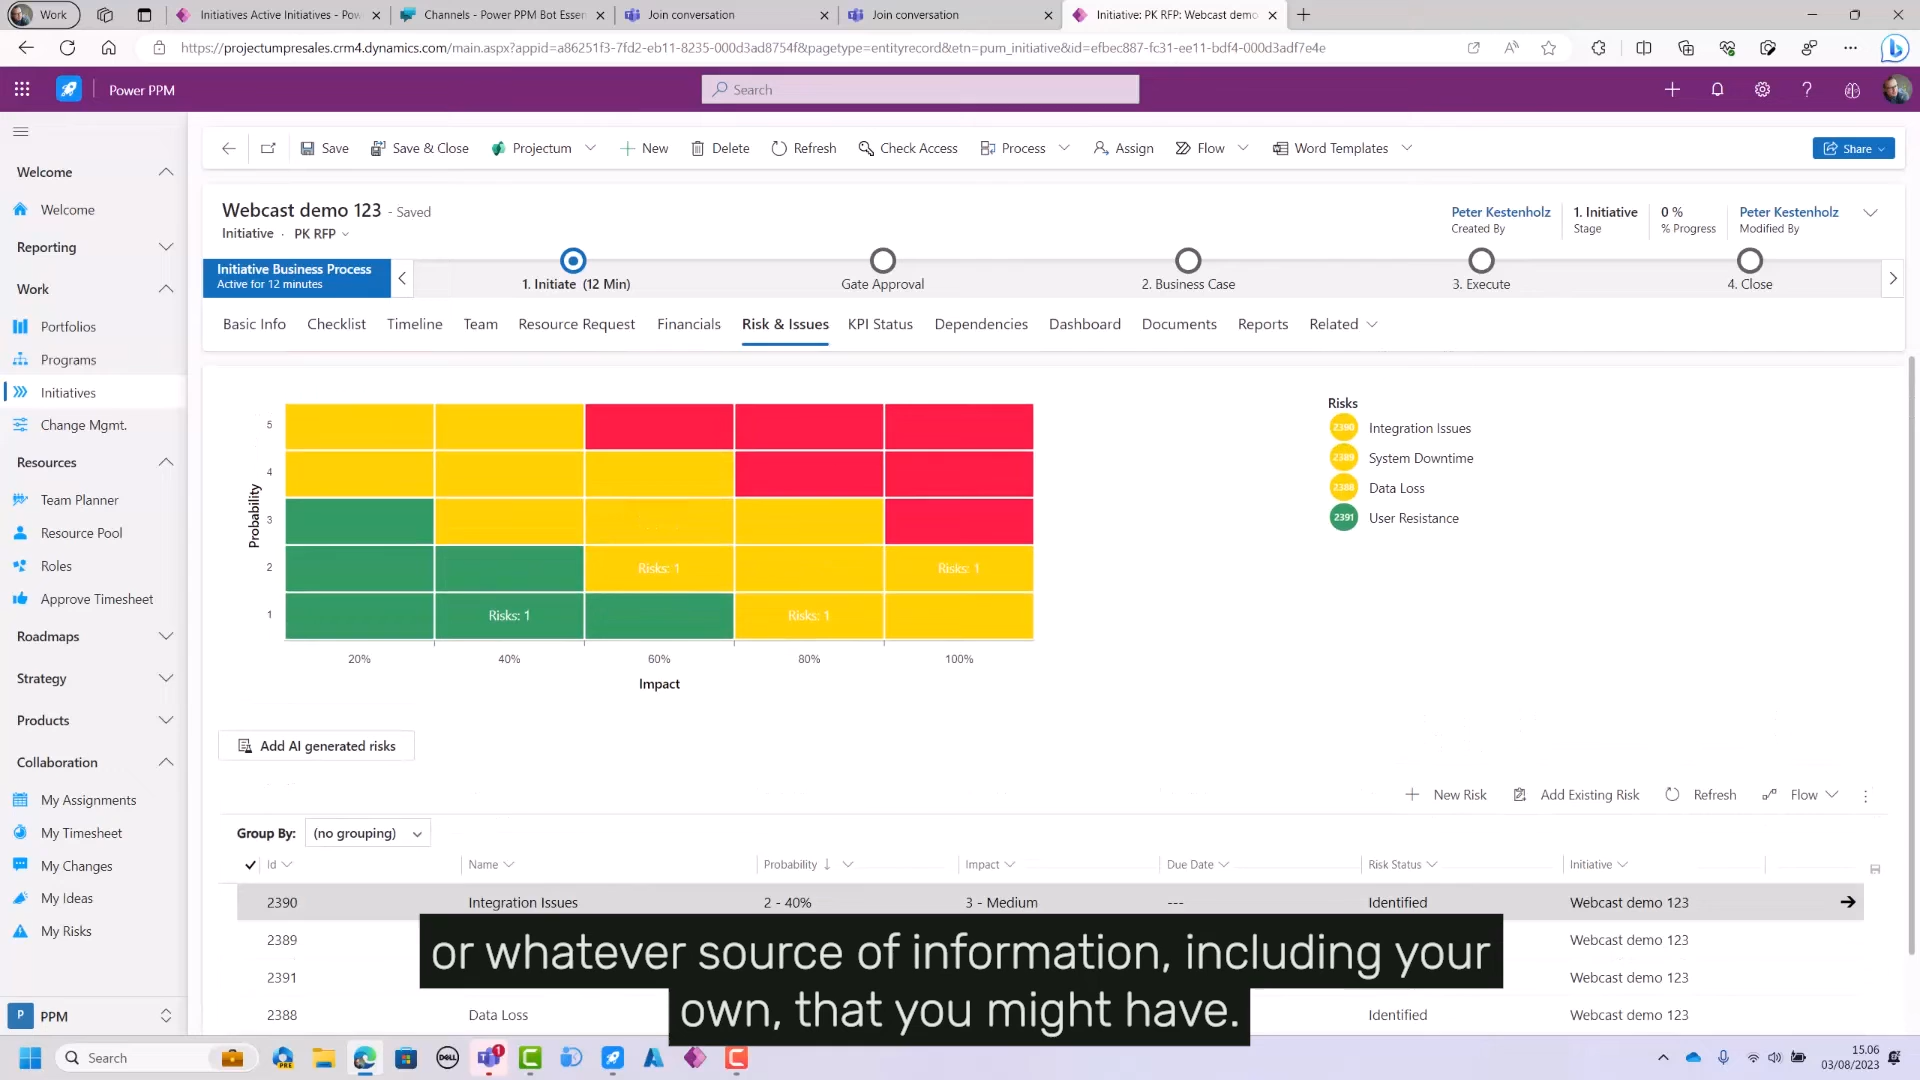 Work
Initiatives Active Initiatives - Pow
Channels - Power PPM Bot Essen
Join conversation
Join conversation
Initiative: PK RFP: Webcast demo
https://projectumpresales.crm4.dynamics.com/main.aspx?appid=a86251f3-7fd2-eb11-8235-000d3ad8754f&pagetype=entityrecord&etn=pum_initiative&id=efbec887-fc31-ee11-bdf4-000d3adf7e4e
Power PPM
Search
Save
Save & Close
Projectum
New
Delete
Refresh
Check Access
Process
Assign
Flow
Word Templates
Share
Welcome
Welcome
Reporting
Work
Portfolios
Programs
Initiatives
Change Mgmt.
Resources
Team Planner
Resource Pool
Roles
Approve Timesheet
Roadmaps
Strategy
Products
Collaboration
My Assignments
My Timesheet
My Changes
My Ideas
My Risks
P PPM
Webcast demo 123 - Saved
Initiative · PK RFP
Peter Kestenholz
Created By
1. Initiative
Stage
0 %
% Progress
Peter Kestenholz
Modified By
Initiative Business Process
Active for 12 minutes
1. Initiate (12 Min)
Gate Approval
2. Business Case
3. Execute
4. Close
Basic Info
Checklist
Timeline
Team
Resource Request
Financials
Risk & Issues
KPI Status
Dependencies
Dashboard
Documents
Reports
Related
Probability
5
4
3
2
1
Risks: 1
Risks: 1
Risks: 1
Risks: 1
20%
40%
60%
80%
100%
Impact
Risks
2390 Integration Issues
2389 System Downtime
2388 Data Loss
2391 User Resistance
Add AI generated risks
New Risk
Add Existing Risk
Refresh
Flow
Group By: (no grouping)
Id
Name
Probability
Impact
Due Date
Risk Status
Initiative
2390 Integration Issues 2 - 40% 3 - Medium --- Identified Webcast demo 123
2389 Webcast demo 123
2391 Webcast demo 123
2388 Data Loss Identified Webcast demo 123
or whatever source of information, including your
own, that you might have.
Search
PRE
DELL
1
15.06
03/08/2023